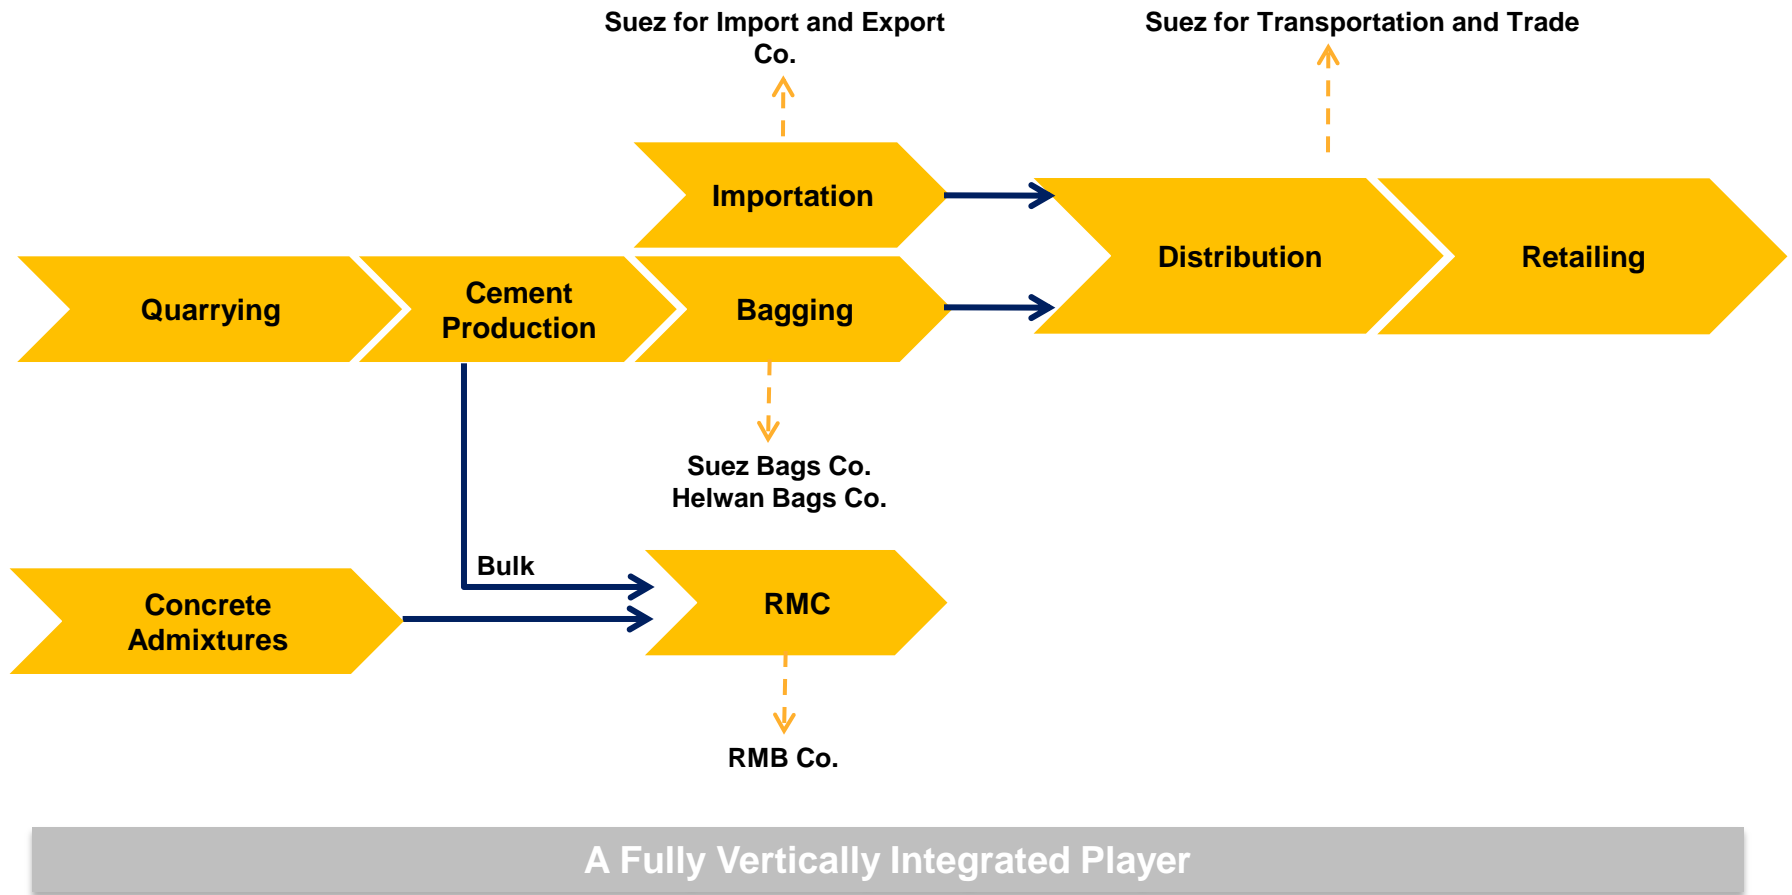 Suez for Import and Export
Co.
Suez for Transportation and Trade
Importation
Distribution
Retailing
Quarrying
Cement
Production
Bagging
Suez Bags Co.
Helwan Bags Co.
Bulk
Concrete
Admixtures
RMC
RMB Co.
A Fully Vertically Integrated Player